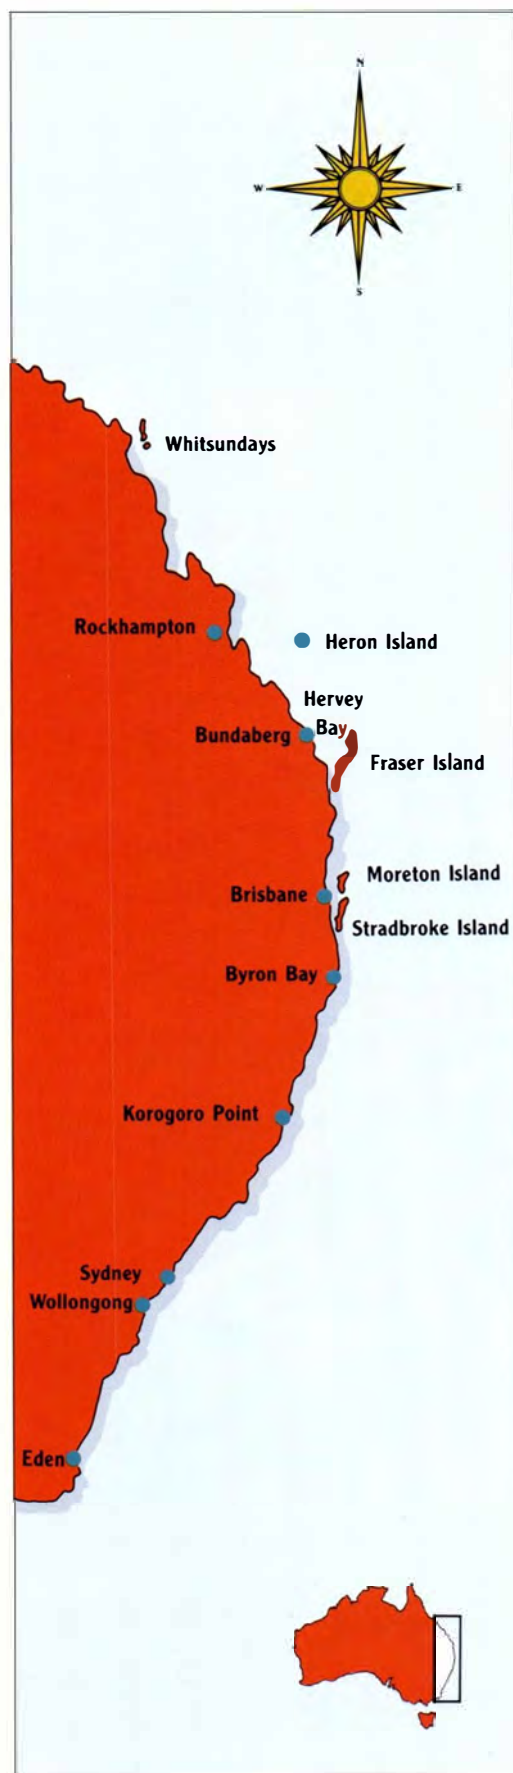 N
W E
S
Whitsundays
Rockhampton
Heron Island
Hervey
Bay
Bundaberg
Fraser Island
Moreton Island
Brisbane
Stradbroke Island
Byron Bay
Korogoro Point
Sydney
Wollongong
Eden